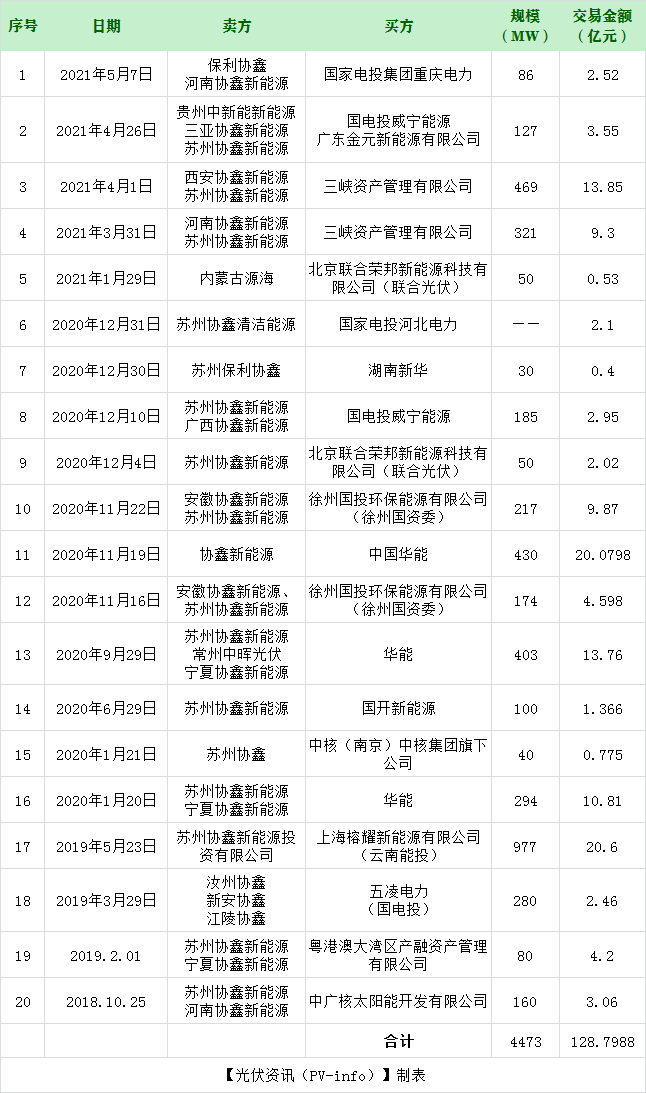 序号 日期 卖方 买方 规模（MW） 交易金额（亿元）
1 2021年5月7日 保利协鑫 河南协鑫新能源 国家电投集团重庆电力 86 2.52
2 2021年4月26日 贵州中新能新能源 三亚协鑫新能源 苏州协鑫新能源 国电投威宁能源 广东金元新能源有限公司 127 3.55
3 2021年4月1日 西安协鑫新能源 苏州协鑫新能源 三峡资产管理有限公司 469 13.85
4 2021年3月31日 河南协鑫新能源 苏州协鑫新能源 三峡资产管理有限公司 321 9.3
5 2021年1月29日 内蒙古源海 北京联合荣邦新能源科技有限公司（联合光伏） 50 0.53
6 2020年12月31日 苏州协鑫清洁能源 国家电投河北电力 —— 2.1
7 2020年12月30日 苏州保利协鑫 湖南新华 30 0.4
8 2020年12月10日 苏州协鑫新能源 广西协鑫新能源 国电投威宁能源 185 2.95
9 2020年12月4日 苏州协鑫新能源 北京联合荣邦新能源科技有限公司（联合光伏） 50 2.02
10 2020年11月22日 安徽协鑫新能源 苏州协鑫新能源 徐州国投环保能源有限公司（徐州国资委） 217 9.87
11 2020年11月19日 协鑫新能源 中国华能 430 20.0798
12 2020年11月16日 安徽协鑫新能源、苏州协鑫新能源 徐州国投环保能源有限公司（徐州国资委） 174 4.598
13 2020年9月29日 苏州协鑫新能源 常州中晖光伏 宁夏协鑫新能源 华能 403 13.76
14 2020年6月29日 苏州协鑫新能源 国开新能源 100 1.366
15 2020年1月21日 苏州协鑫 中核（南京）中核集团旗下公司 40 0.775
16 2020年1月20日 苏州协鑫新能源 宁夏协鑫新能源 华能 294 10.81
17 2019年5月23日 苏州协鑫新能源投资有限公司 上海榕耀新能源有限公司（云南能投） 977 20.6
18 2019年3月29日 汝州协鑫 新安协鑫 江陵协鑫 五凌电力（国电投） 280 2.46
19 2019.2.01 苏州协鑫新能源 宁夏协鑫新能源 粤港澳大湾区产融资产管理有限公司 80 4.2
20 2018.10.25 苏州协鑫新能源 河南协鑫新能源 中广核太阳能开发有限公司 160 3.06
合计 4473 128.7988
【光伏资讯（PV-info）】制表